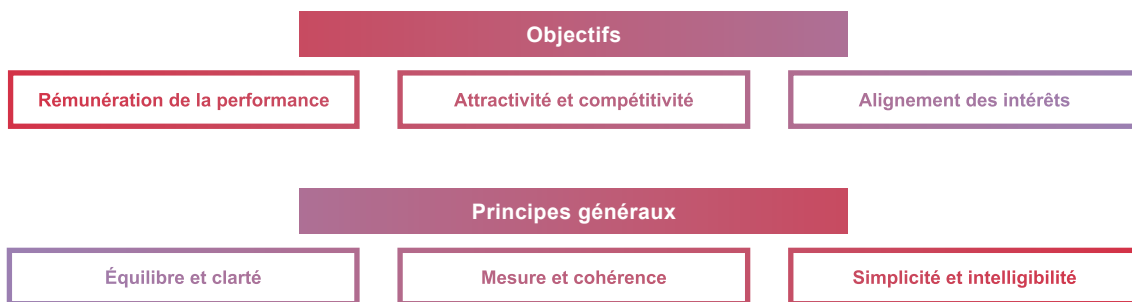 Objectifs
Rémunération de la performance
Attractivité et compétitivité
Alignement des intérêts
Principes généraux
Équilibre et clarté
Mesure et cohérence
Simplicité et intelligibilité